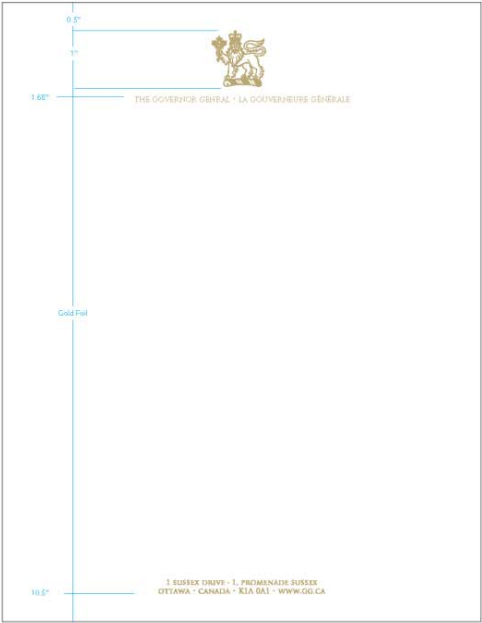 0.5"
1"
THE GOVERNOR GENRAL · LA GOUVERNEURE GÉNÉRALE
1.68"
Gold Foil
1 SUSSEX DRIVE · 1, PROMENADE SUSSEX
OTTAWA · CANADA · K1A 0A1 · WWW.GG.CA
10.5"